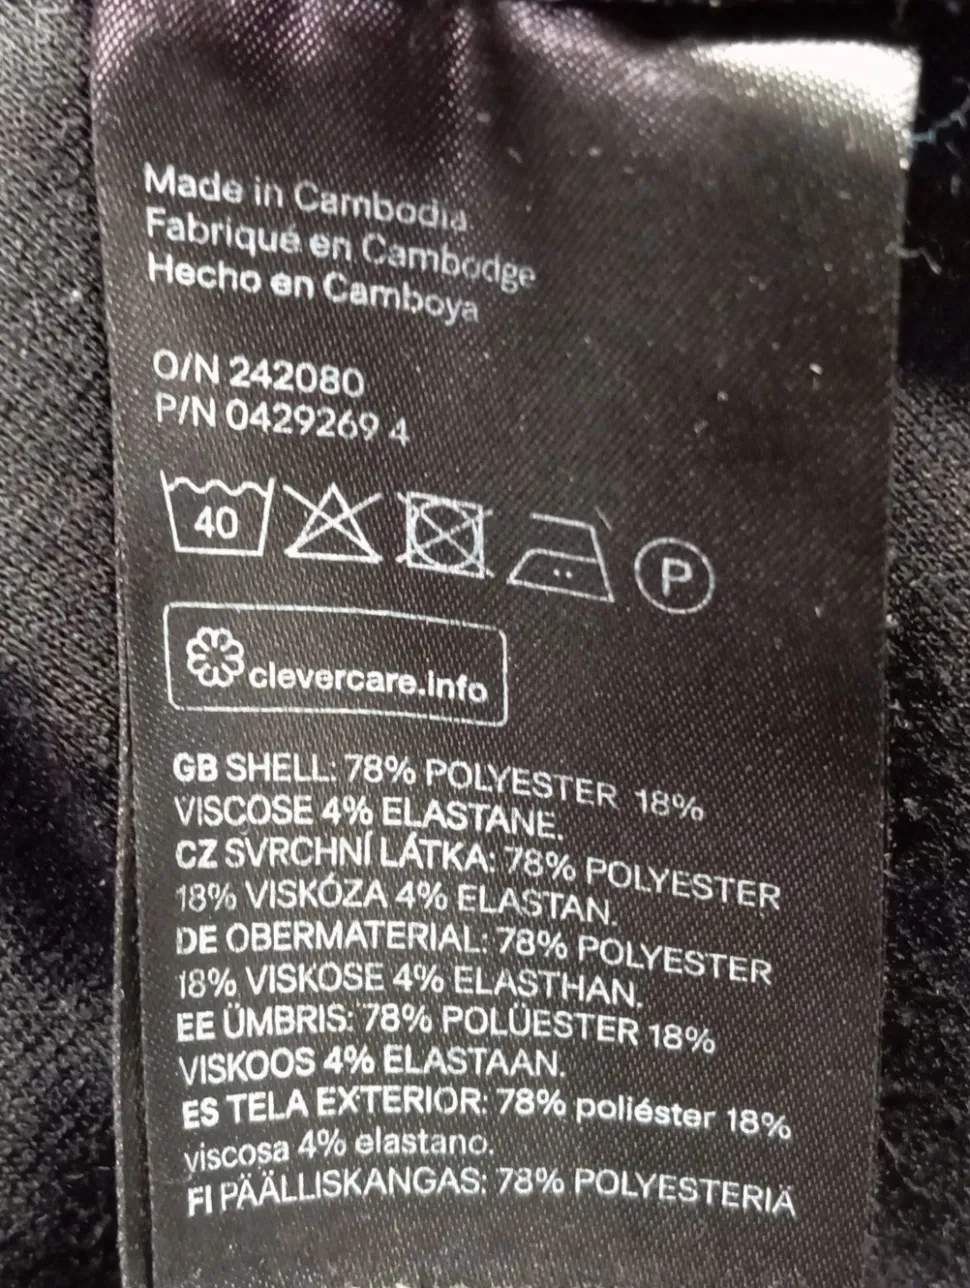 Made in Cambodia
Fabriqué en Cambodge
Hecho en Camboya
O/N 242080
P/N 0429269 4
40
P
clevercare.info
GB SHELL: 78% POLYESTER 18%
VISCOSE 4% ELASTANE.
CZ SVRCHNÍ LÁTKA: 78% POLYESTER
18% VISKÓZA 4% ELASTAN.
DE OBERMATERIAL: 78% POLYESTER
18% VISKOSE 4% ELASTHAN.
EE ÜMBRIS: 78% POLÜESTER 18%
VISKOOS 4% ELASTAAN.
ES TELA EXTERIOR: 78% poliéster 18%
viscosa 4% elastano.
FI PÄÄLLISKANGAS: 78% POLYESTERIÄ